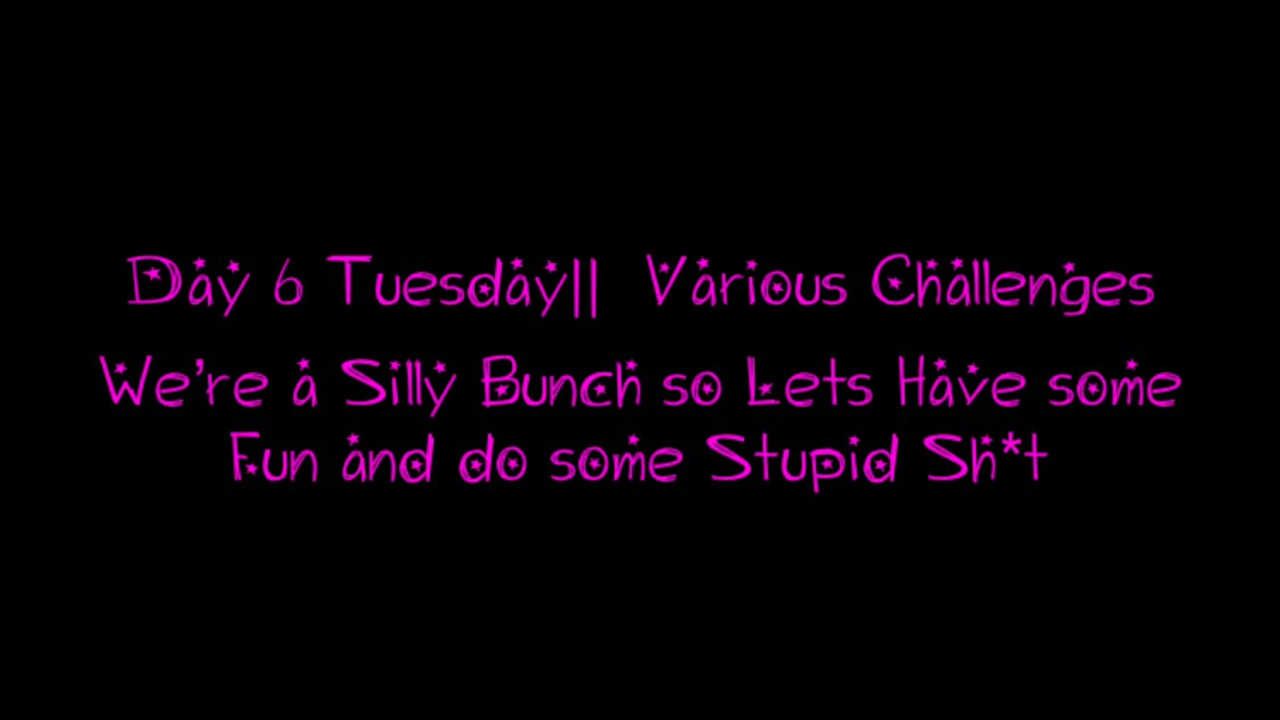 Day 6 Tuesday||  Various Challenges
We're a Silly Bunch so Lets Have some
Fun and do some Stupid Sh*t